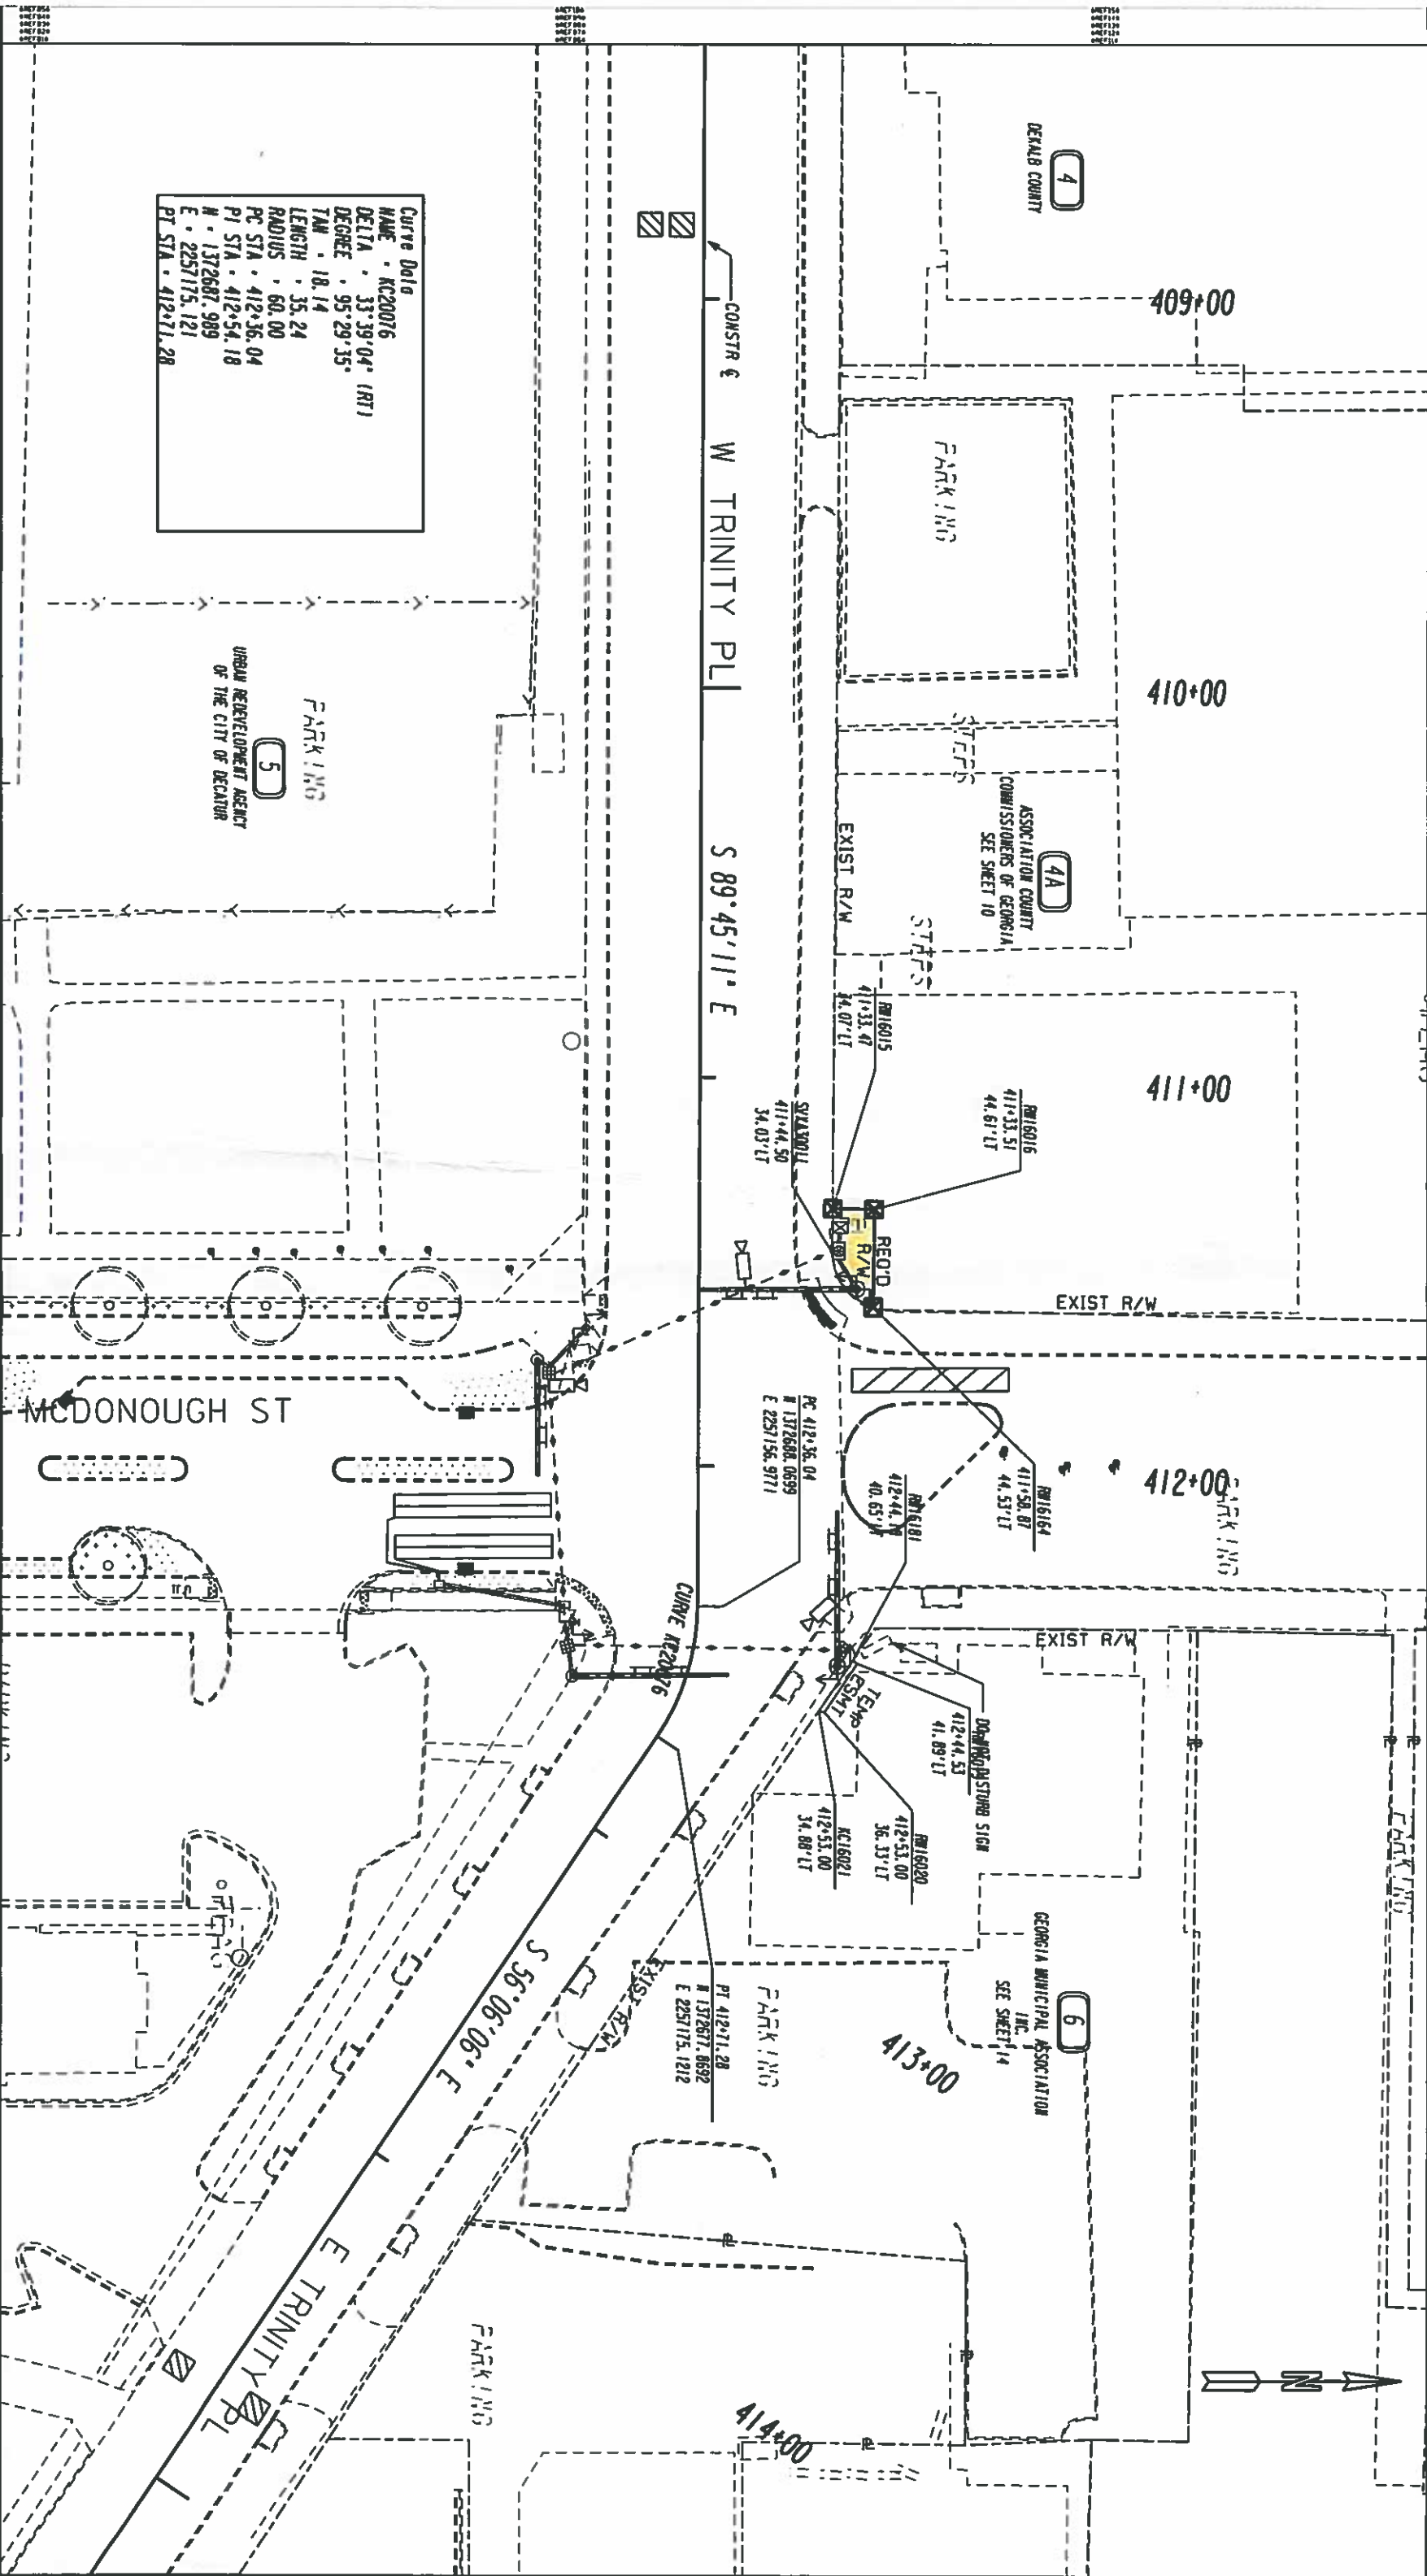 4
DEKALB COUNTY
409+00
CONSTR ℄
W TRINITY PL
PARKING
Curve Data
NAME • KC20076
DELTA • 33°39'04" (RT)
DEGREE • 95°29'35"
TAN • 18.14
LENGTH • 35.24
RADIUS • 60.00
PC STA • 412+36.04
PI STA • 412+54.18
N • 1372687.989
E • 2257175.121
PT STA • 412+71.28
410+00
STEPS
4A
ASSOCIATION COUNTY
COMMISSIONERS OF GEORGIA
SEE SHEET 10
EXIST R/W
S 89°45'11" E
PARKING
5
URBAN REDEVELOPMENT AGENCY
OF THE CITY OF DECATUR
STEPS
411+00
RW16015
411+33.47
34.07'LT
RW16016
411+33.51
44.61'LT
411+44.50
34.03'LT
REQ'D
R/W
EXIST R/W
MCDONOUGH ST
412+00
PARKING
RW16164
411+58.87
44.53'LT
PC 412+36.04
N 1372688.0699
E 2257156.9771
RW16181
40.65'LT
CURVE KC20076
EXIST R/W
TEMP
ESMT
DO NOT DISTURB SIGN
412+44.53
41.89'LT
RW16020
412+53.00
36.33'LT
KC16021
412+53.00
34.88'LT
PARKING
6
GEORGIA MUNICIPAL ASSOCIATION
INC.
SEE SHEET 14
413+00
PARKING
PT 412+71.28
N 1372677.8692
E 2257175.1212
EXIST R/W
S 56°06'06" E
E TRINITY PL
PARKING
414+00
N